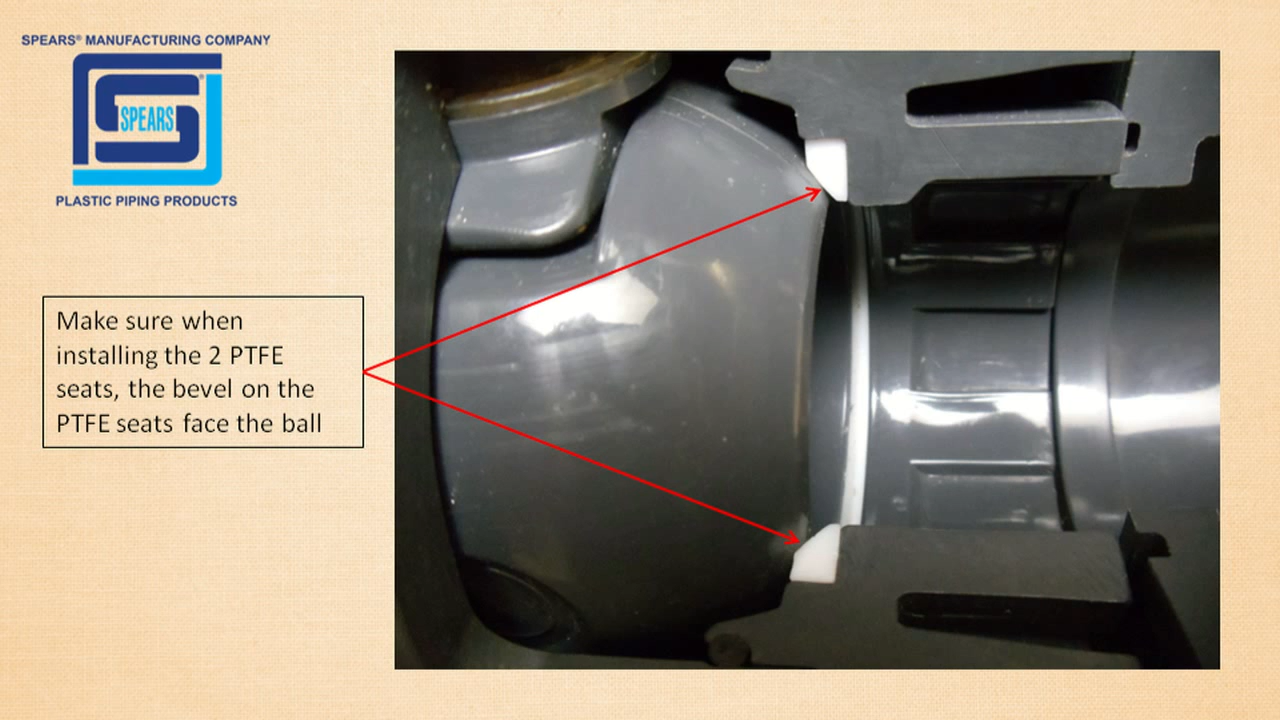 SPEARS® MANUFACTURING COMPANY
SPEARS®
PLASTIC PIPING PRODUCTS
Make sure when
installing the 2 PTFE
seats, the bevel on the
PTFE seats face the ball